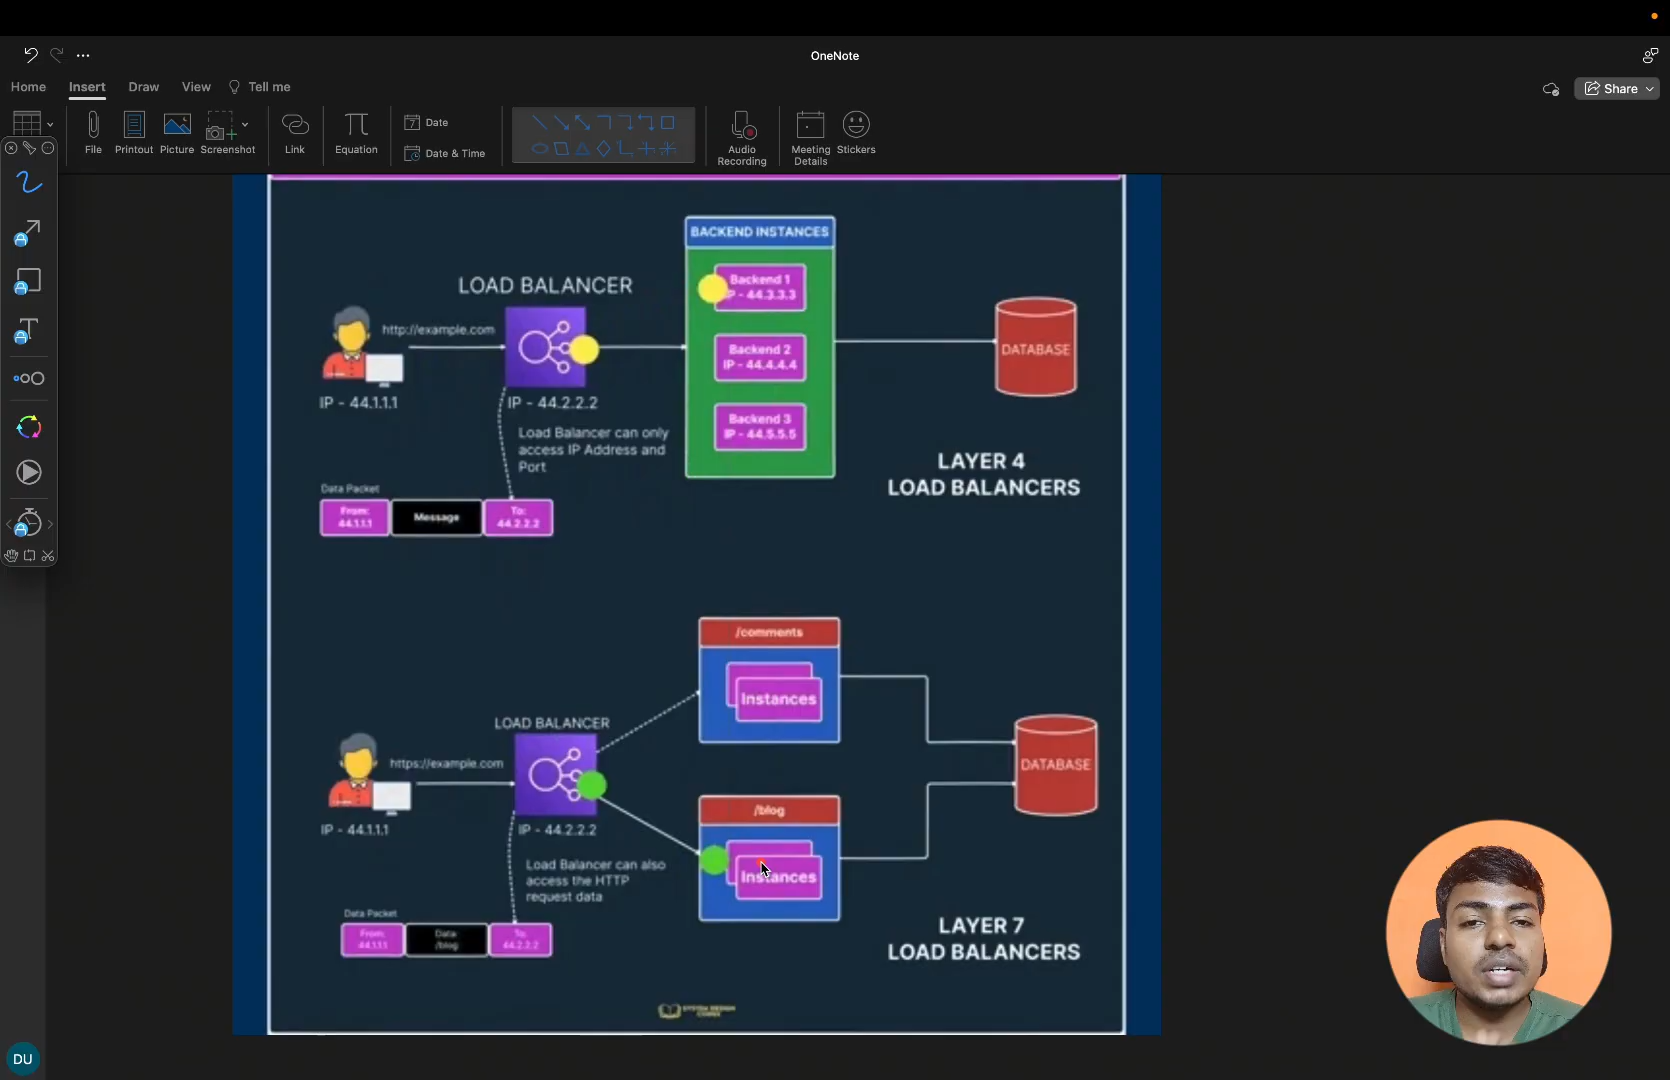 OneNote
Home
Insert
Draw
View
Tell me
Share
File
Printout
Picture
Screenshot
Link
Equation
Date
Date & Time
Audio
Recording
Meeting
Details
Stickers
BACKEND INSTANCES
Backend 1
IP - 44.3.3.3
Backend 2
IP - 44.4.4.4
Backend 3
IP - 44.5.5.5
LOAD BALANCER
http://example.com
IP - 44.1.1.1
IP - 44.2.2.2
Load Balancer can only
access IP Address and
Port
DATABASE
LAYER 4
LOAD BALANCERS
Data Packet
From:
44.1.1.1
Message
To:
44.2.2.2
/comments
Instances
LOAD BALANCER
https://example.com
IP - 44.1.1.1
IP - 44.2.2.2
DATABASE
/blog
Instances
Load Balancer can also
access the HTTP
request data
Data Packet
From:
44.1.1.1
Data:
/blog
To:
44.2.2.2
LAYER 7
LOAD BALANCERS
SYSTEM DESIGN
CODEX
DU